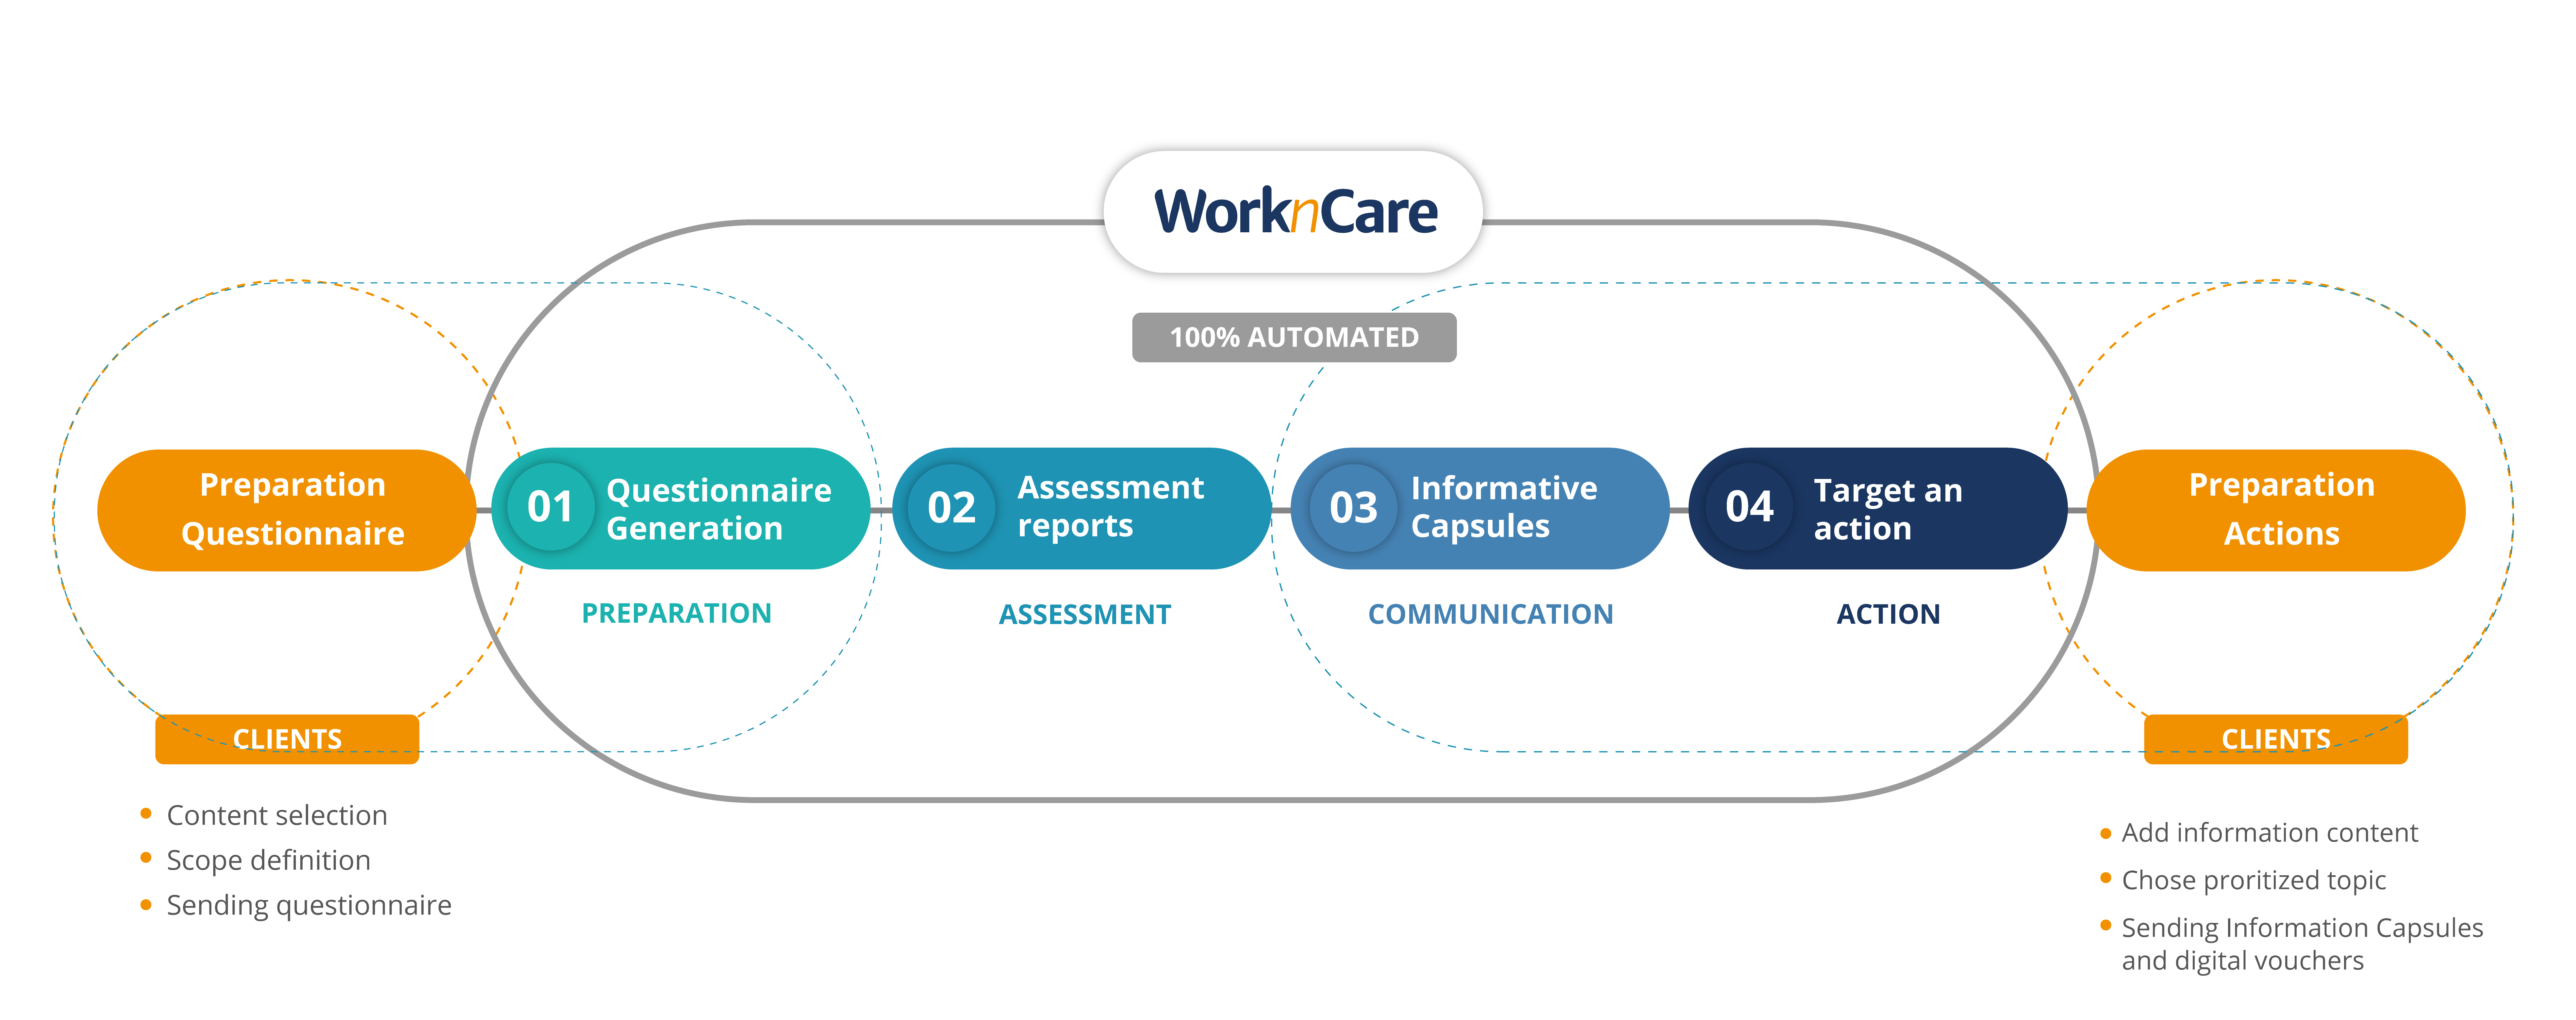 WorknCare
100% AUTOMATED
Preparation
Questionnaire
01
Questionnaire
Generation
PREPARATION
02
Assessment
reports
ASSESSMENT
03
Informative
Capsules
COMMUNICATION
04
Target an
action
ACTION
Preparation
Actions
CLIENTS
Content selection
Scope definition
Sending questionnaire
CLIENTS
Add information content
Chose proritized topic
Sending Information Capsules
and digital vouchers